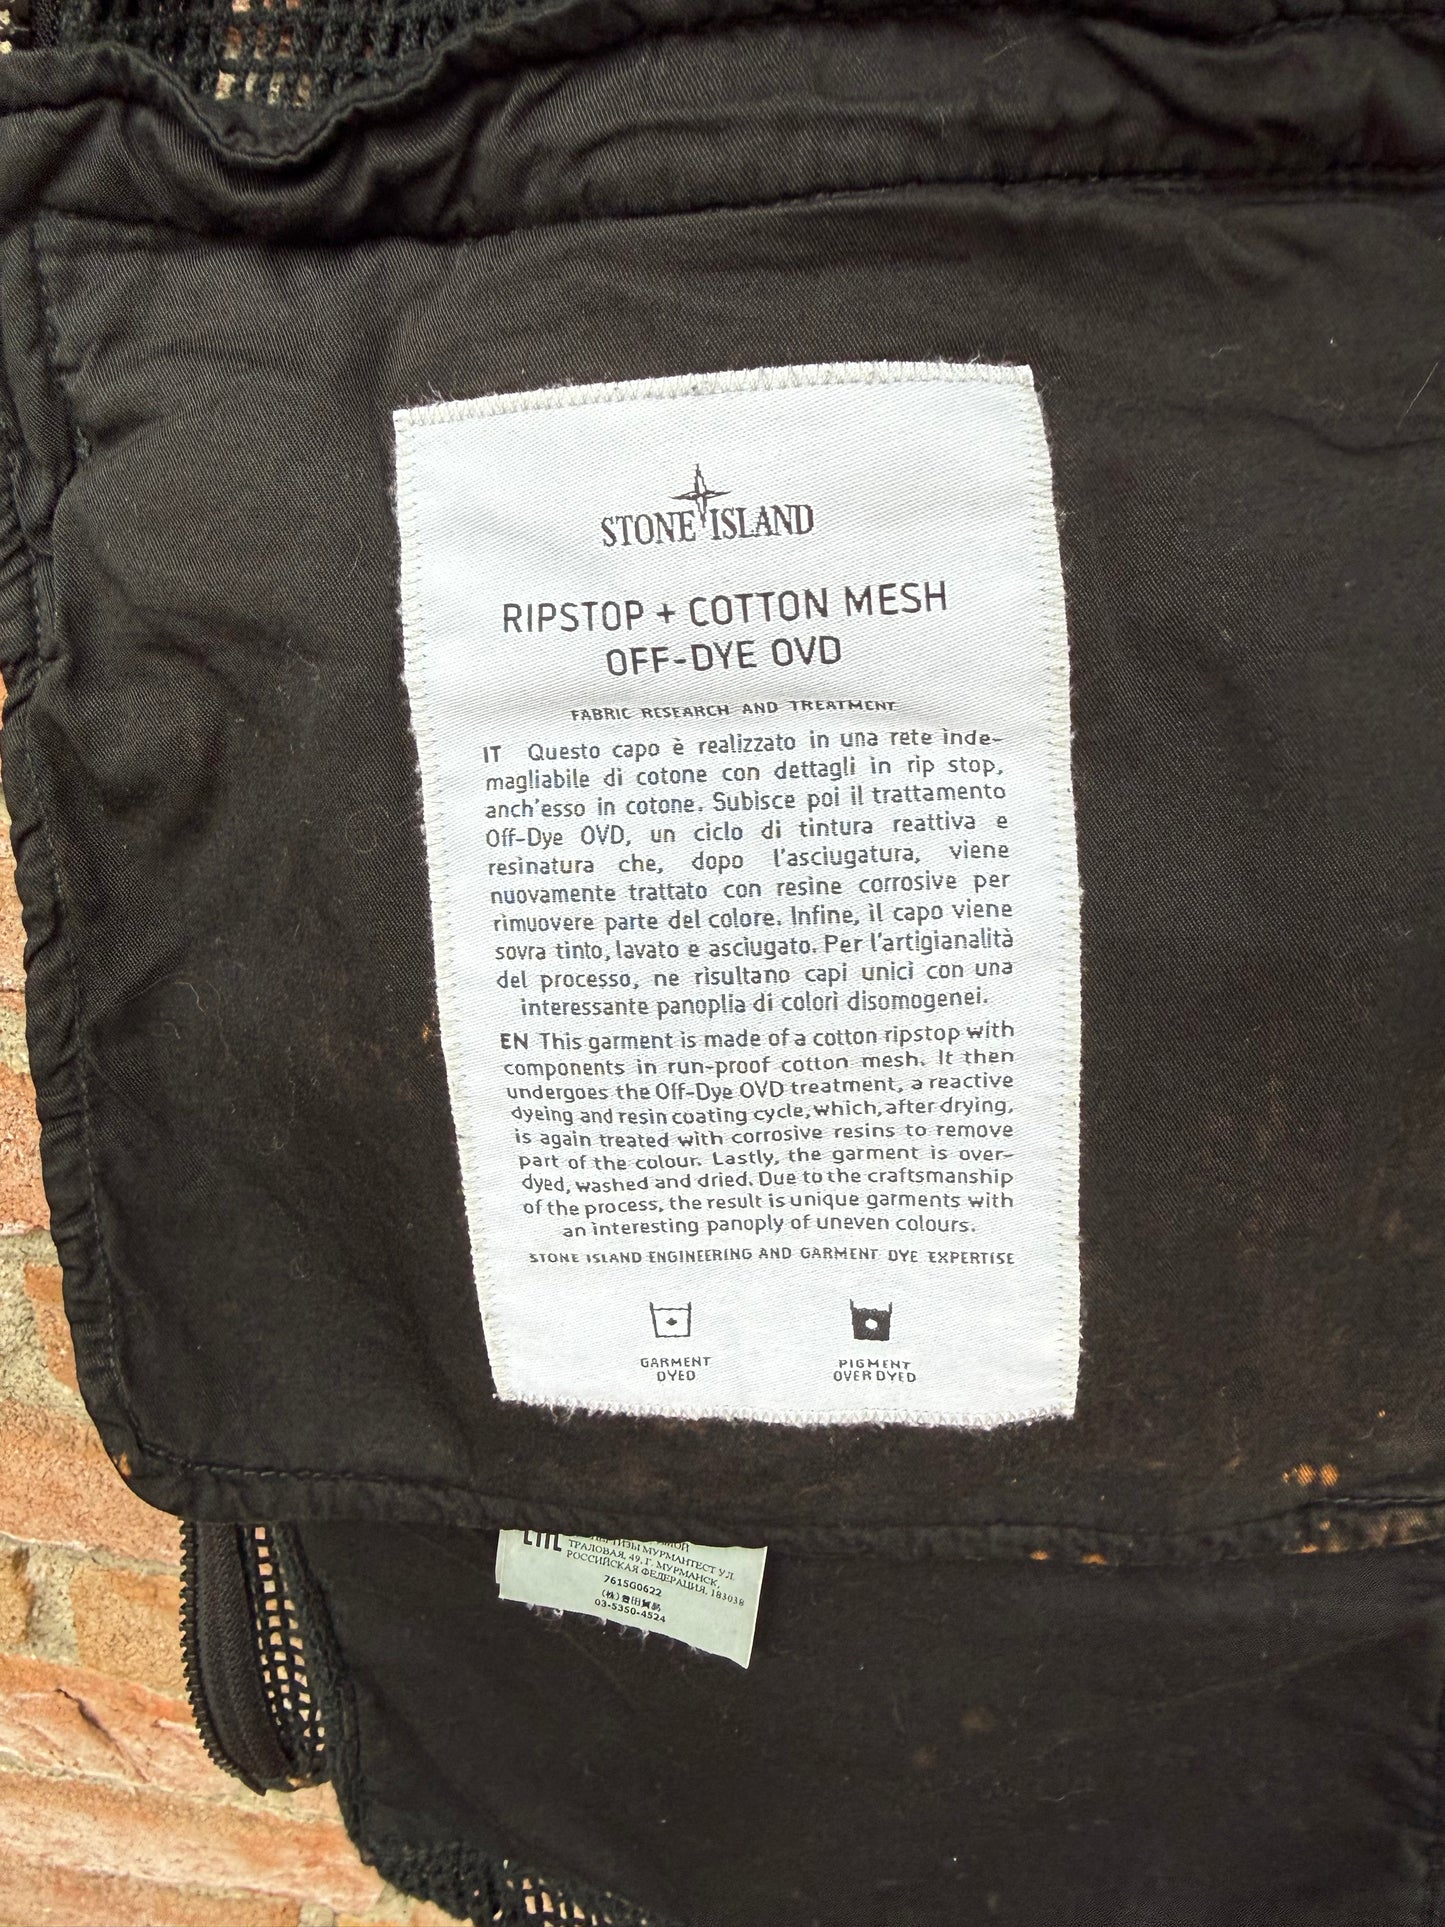 STONE ISLAND
RIPSTOP + COTTON MESH
OFF-DYE OVD
FABRIC RESEARCH AND TREATMENT
IT Questo capo è realizzato in una rete inde-
magliabile di cotone con dettagli in rip stop,
anch'esso in cotone. Subisce poi il trattamento
Off-Dye OVD, un ciclo di tintura reattiva e
resinatura che, dopo l'asciugatura, viene
nuovamente trattato con resine corrosive per
rimuovere parte del colore. Infine, il capo viene
sovra tinto, lavato e asciugato. Per l'artigianalità
del processo, ne risultano capi unici con una
interessante panoplia di colori disomogenei.
EN This garment is made of a cotton ripstop with
components in run-proof cotton mesh. It then
undergoes the Off-Dye OVD treatment, a reactive
dyeing and resin coating cycle, which, after drying,
is again treated with corrosive resins to remove
part of the colour. Lastly, the garment is over-
dyed, washed and dried. Due to the craftsmanship
of the process, the result is unique garments with
an interesting panoply of uneven colours.
STONE ISLAND ENGINEERING AND GARMENT DYE EXPERTISE
GARMENT
DYED
PIGMENT
OVER DYED
МУРМАНТЕСТ УЛ.
ТРАЛОВАЯ, 49, Г. МУРМАНСК,
РОССИЙСКАЯ ФЕДЕРАЦИЯ, 183038
7615G0622
03-5350-4524